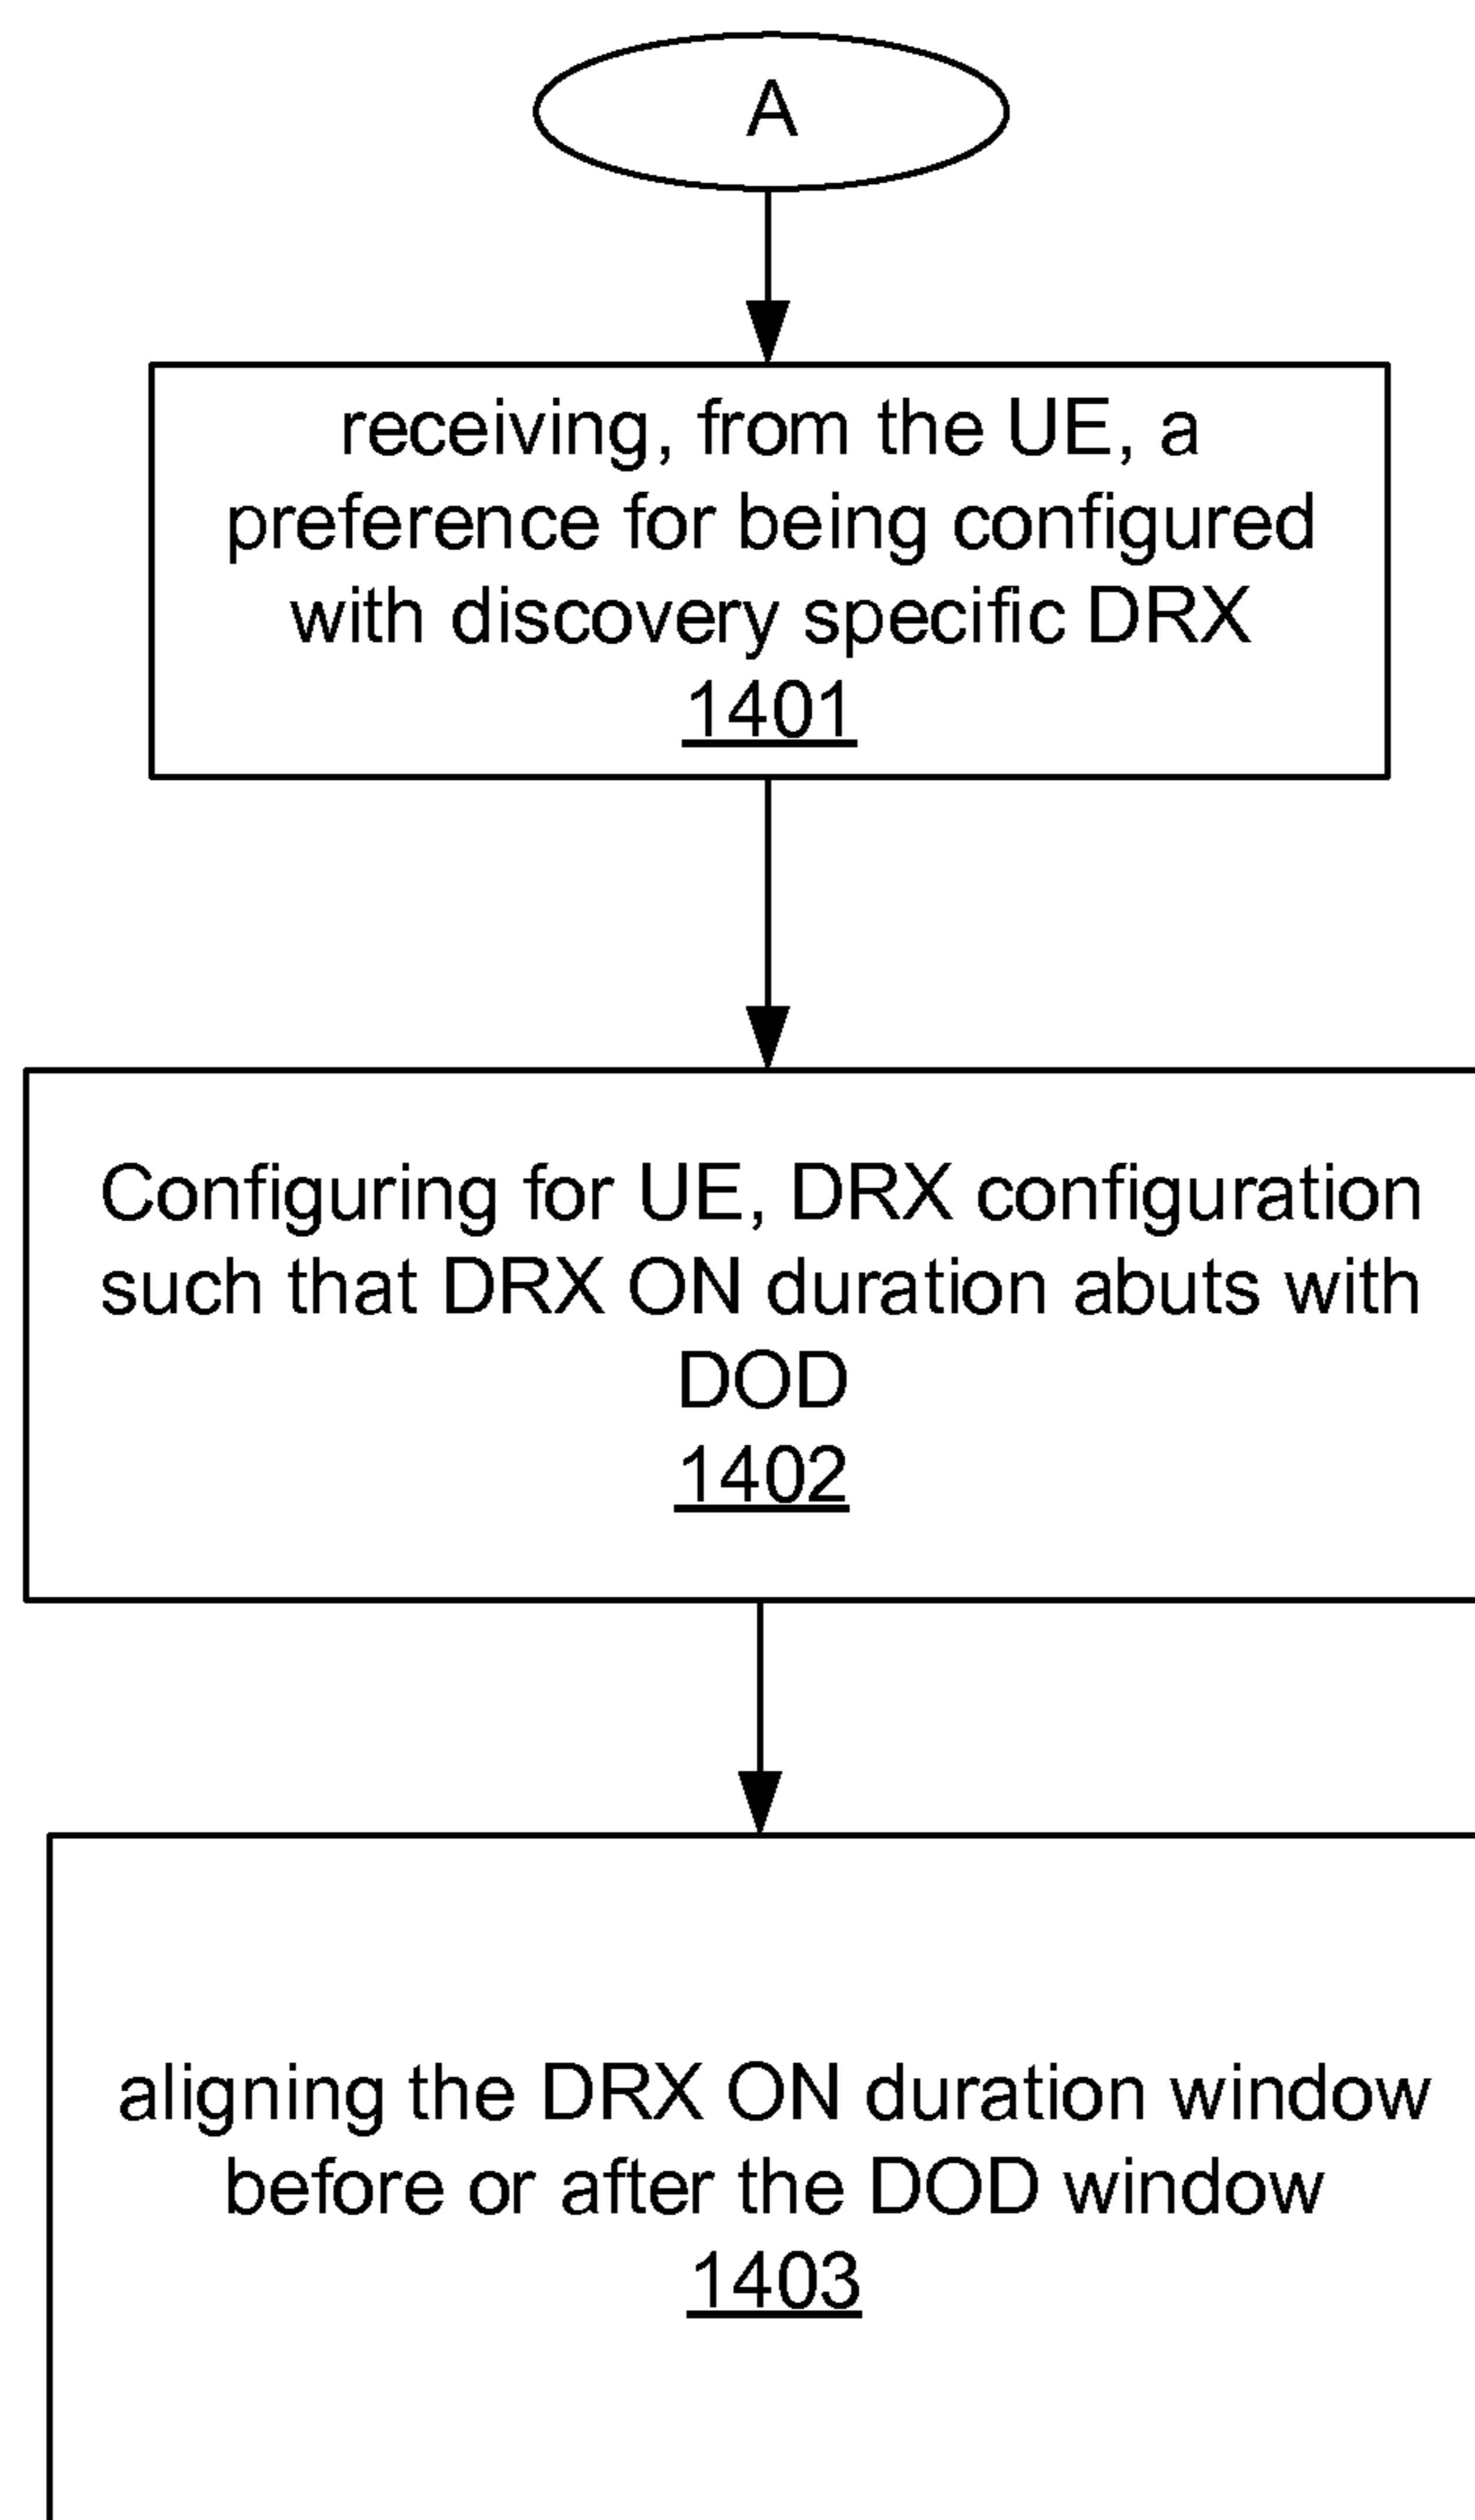 A
receiving, from the UE, a
preference for being configured
with discovery specific DRX
1401
Configuring for UE, DRX configuration
such that DRX ON duration abuts with
DOD
1402
aligning the DRX ON duration window
before or after the DOD window
1403